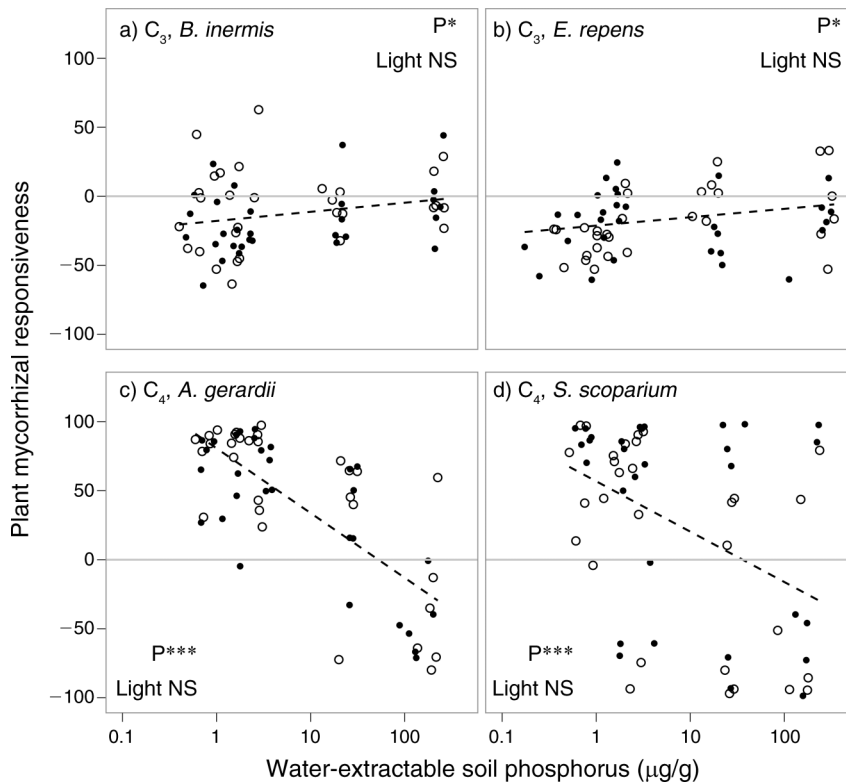 a) C₃, B. inermis
P*
Light NS
b) C₃, E. repens
P*
Light NS
100
50
0
−50
−100
c) C₄, A. gerardii
P***
Light NS
d) C₄, S. scoparium
P***
Light NS
100
50
0
−50
−100
0.1 1 10 100
0.1 1 10 100
Plant mycorrhizal responsiveness
Water-extractable soil phosphorus (μg/g)